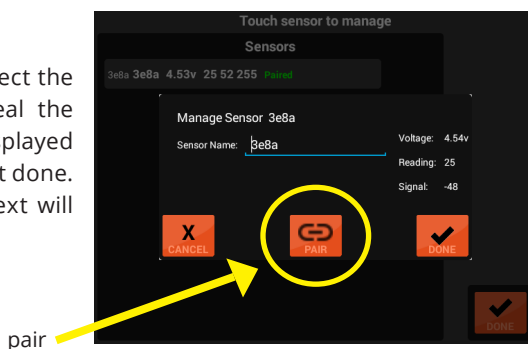 Touch sensor to manage
Sensors
3e8a 3e8a 4.53v 25 52 255 Paired
Manage Sensor 3e8a
Sensor Name: 3e8a
Voltage: 4.54v
Reading: 25
Signal: -48
X
CANCEL
PAIR
DONE
DONE
ect the
eal the
splayed
t done.
ext will
pair